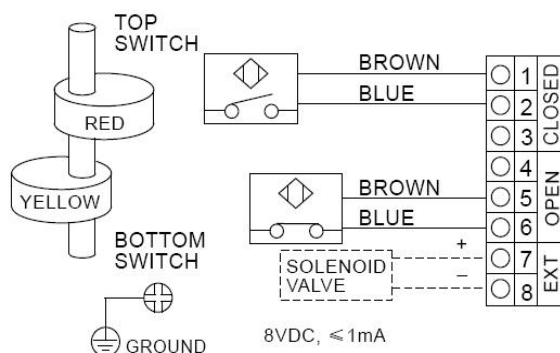 TOP
SWITCH
RED
YELLOW
BOTTOM
SWITCH
GROUND
BROWN
BLUE
BROWN
BLUE
SOLENOID
VALVE
+
–
8VDC, ≤1mA
1
2
3
4
5
6
7
8
CLOSED
OPEN
EXT